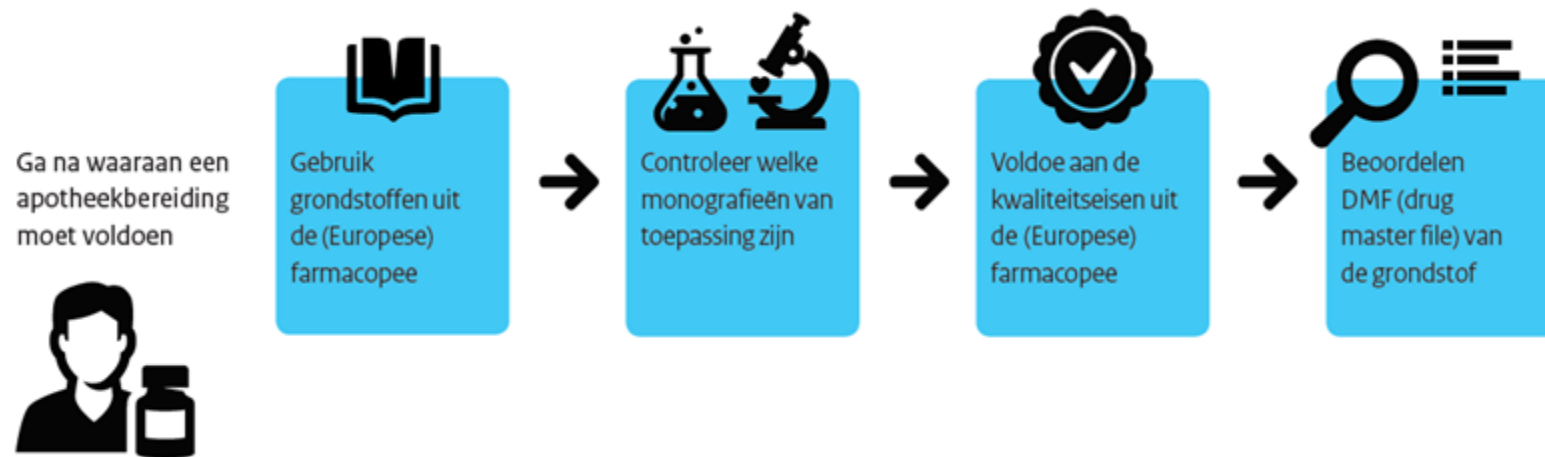 Ga na waaraan een
apotheekbereiding
moet voldoen
Gebruik
grondstoffen uit
de (Europese)
farmacopee
Controleer welke
monografieën van
toepassing zijn
Voldoe aan de
kwaliteitseisen uit
de (Europese)
farmacopee
Beoordelen
DMF (drug
master file) van
de grondstof